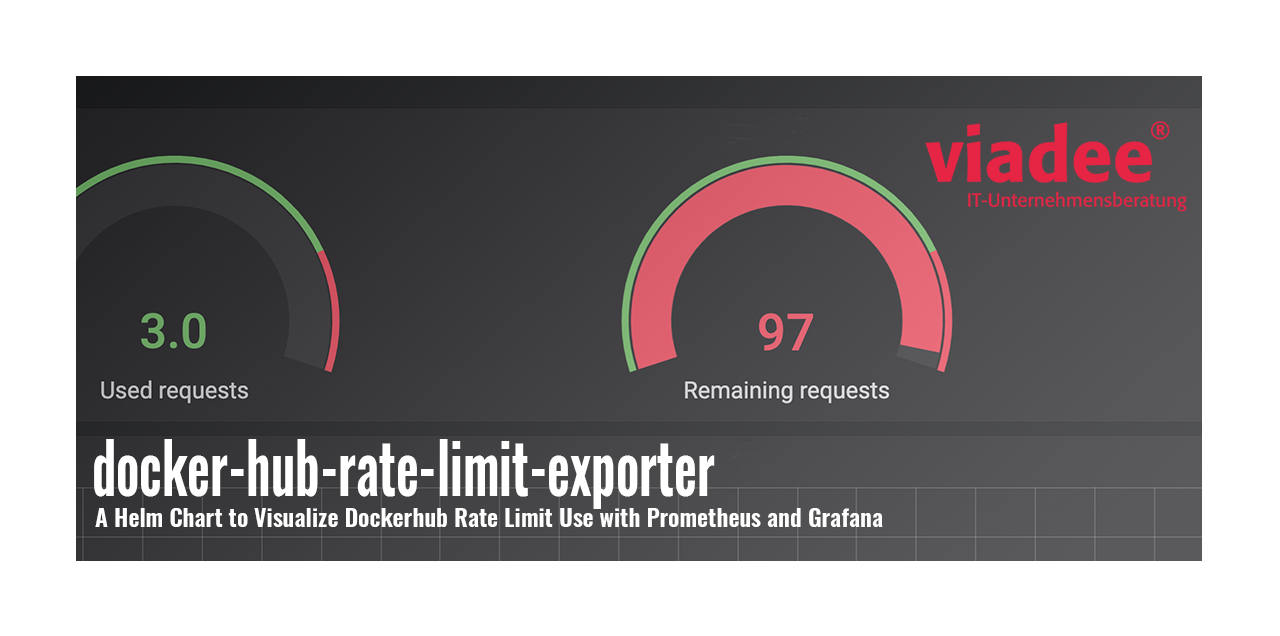 viadee®
IT-Unternehmensberatung
3.0
97
Used requests
Remaining requests
docker-hub-rate-limit-exporter
A Helm Chart to Visualize Dockerhub Rate Limit Use with Prometheus and Grafana